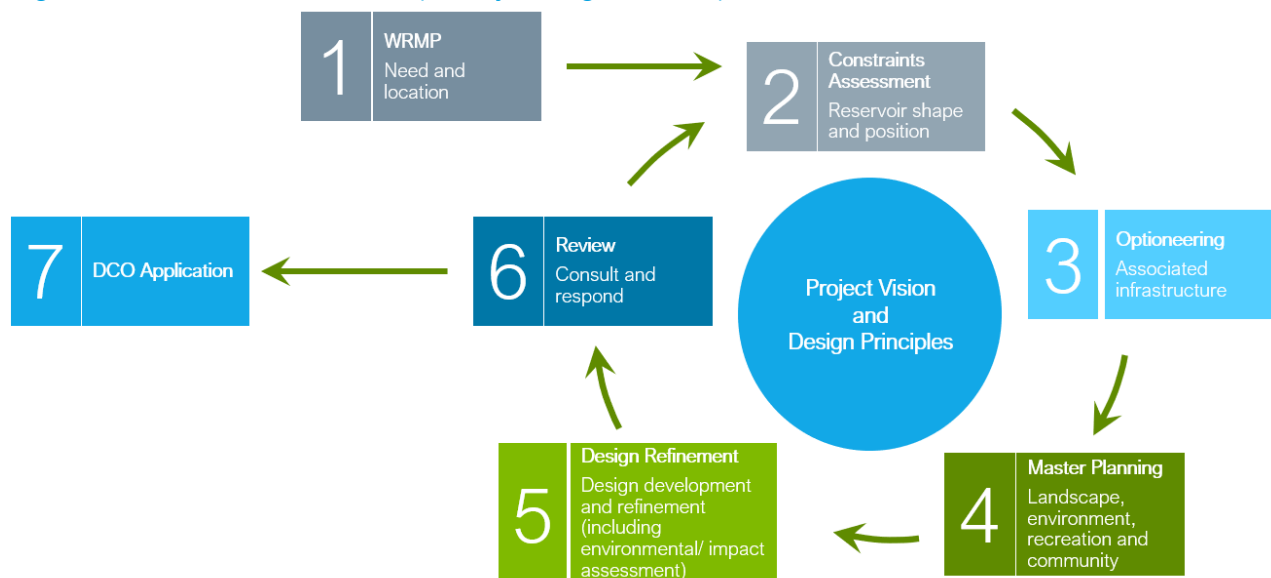 1
WRMP
Need and
location
2
Constraints
Assessment
Reservoir shape
and position
3
Optioneering
Associated
infrastructure
4
Master Planning
Landscape,
environment,
recreation and
community
5
Design Refinement
Design development
and refinement
(including
environmental/ impact
assessment)
6
Review
Consult and
respond
7
DCO Application
Project Vision
and
Design Principles